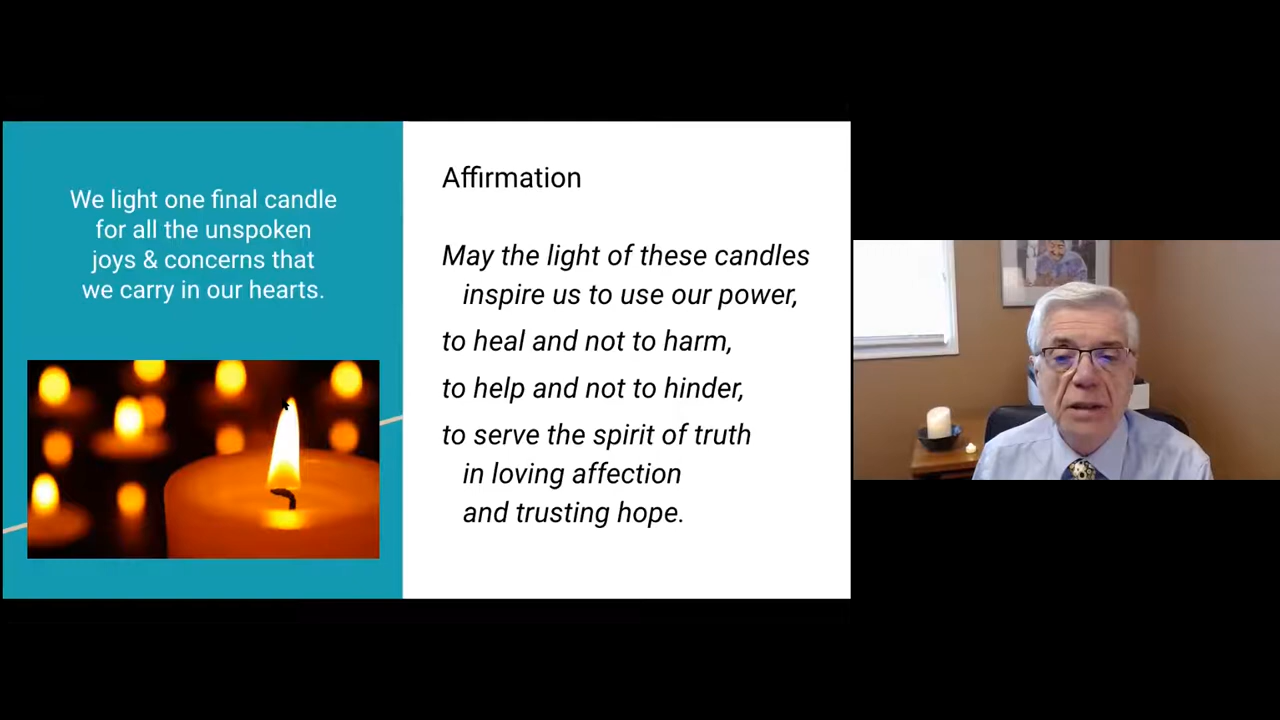 We light one final candle
for all the unspoken
joys & concerns that
we carry in our hearts.
Affirmation
May the light of these candles
inspire us to use our power,
to heal and not to harm,
to help and not to hinder,
to serve the spirit of truth
in loving affection
and trusting hope.